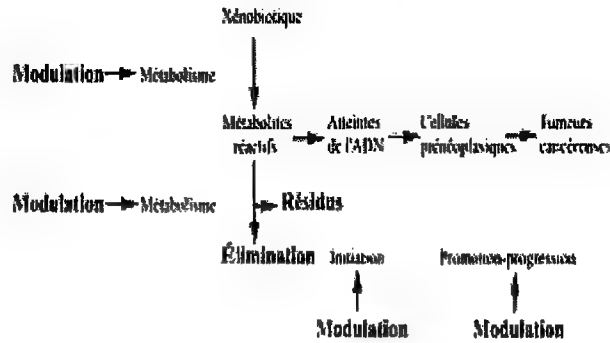 Xénobiotique
Modulation Métabolisme
Métabolites Atteintes Cellules Tumeurs
réactifs de l'ADN prénéoplasiques cancéreuses
Modulation Métabolisme Résidus
Élimination Initiation Promotion-progression
Modulation Modulation